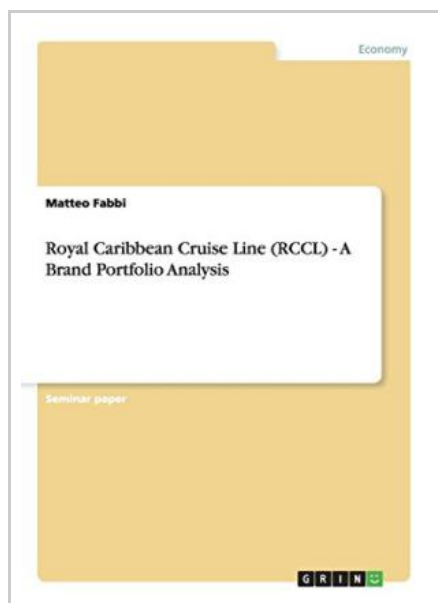 Economy
Matteo Fabbi
Royal Caribbean Cruise Line (RCCL) - A
Brand Portfolio Analysis
Seminar paper
GRIN